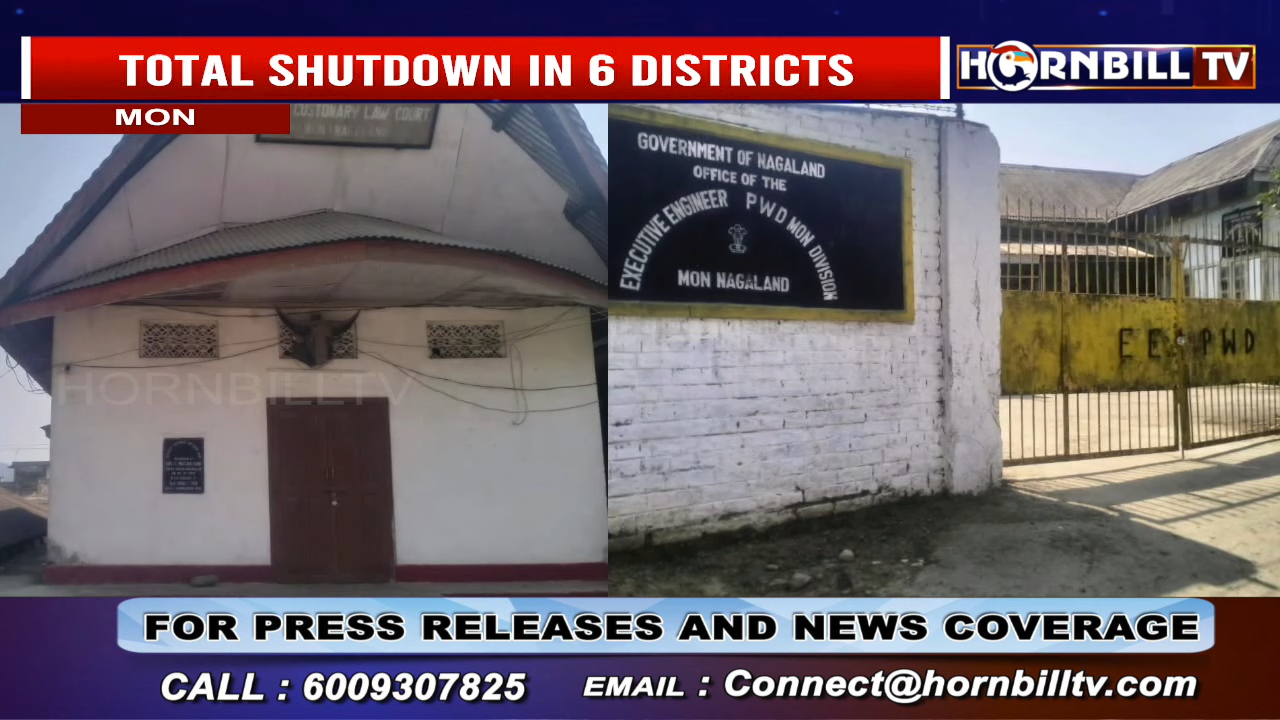 TOTAL SHUTDOWN IN 6 DISTRICTS
HORNBILL TV
MON
CUSTOMARY LAW COURT
MON : NAGALAND
GOVERNMENT OF NAGALAND
OFFICE OF THE
EXECUTIVE ENGINEER PWD MON DIVISION
MON NAGALAND
EE PWD
HORNBILLTV
FOR PRESS RELEASES AND NEWS COVERAGE
CALL : 6009307825
EMAIL : Connect@hornbilltv.com